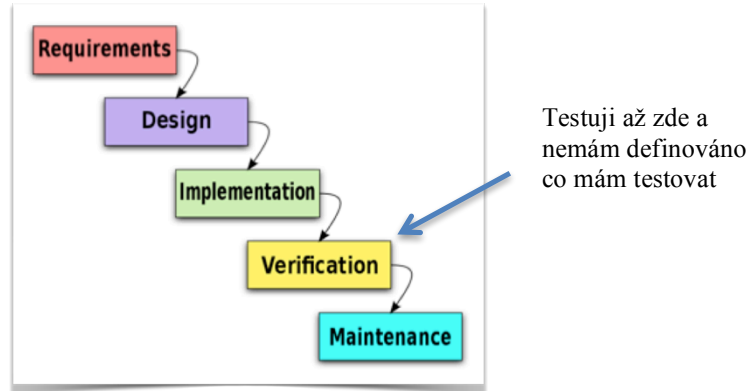 Requirements
Design
Implementation
Verification
Maintenance
Testuji až zde a
nemám definováno
co mám testovat